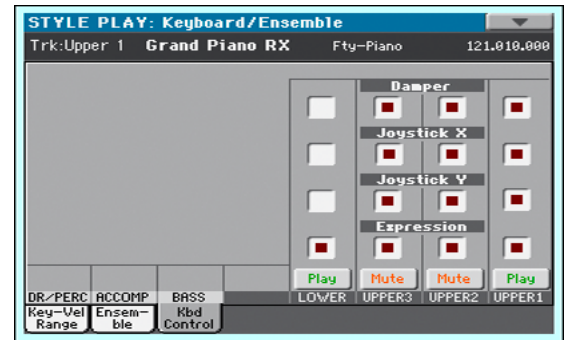 STYLE PLAY: Keyboard/Ensemble
Trk:Upper 1 Grand Piano RX Fty-Piano 121.010.000
Damper
Joystick X
Joystick Y
Expression
Play Mute Mute Play
DR/PERC ACCOMP BASS LOWER UPPER3 UPPER2 UPPER1
Key-Vel Range
Ensem-ble
Kbd Control